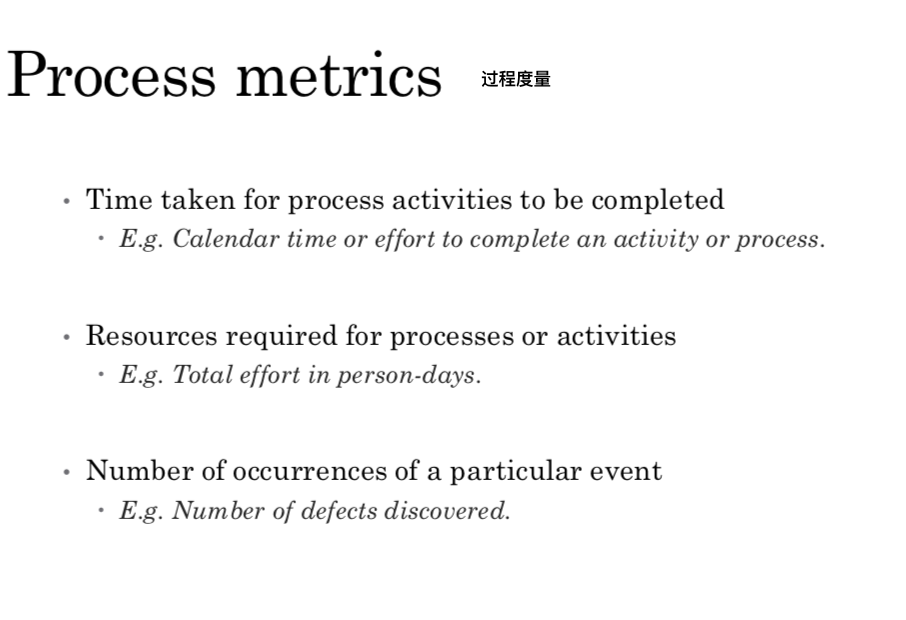 Process metrics 过程度量
• Time taken for process activities to be completed
• E.g. Calendar time or effort to complete an activity or process.
• Resources required for processes or activities
• E.g. Total effort in person-days.
• Number of occurrences of a particular event
• E.g. Number of defects discovered.